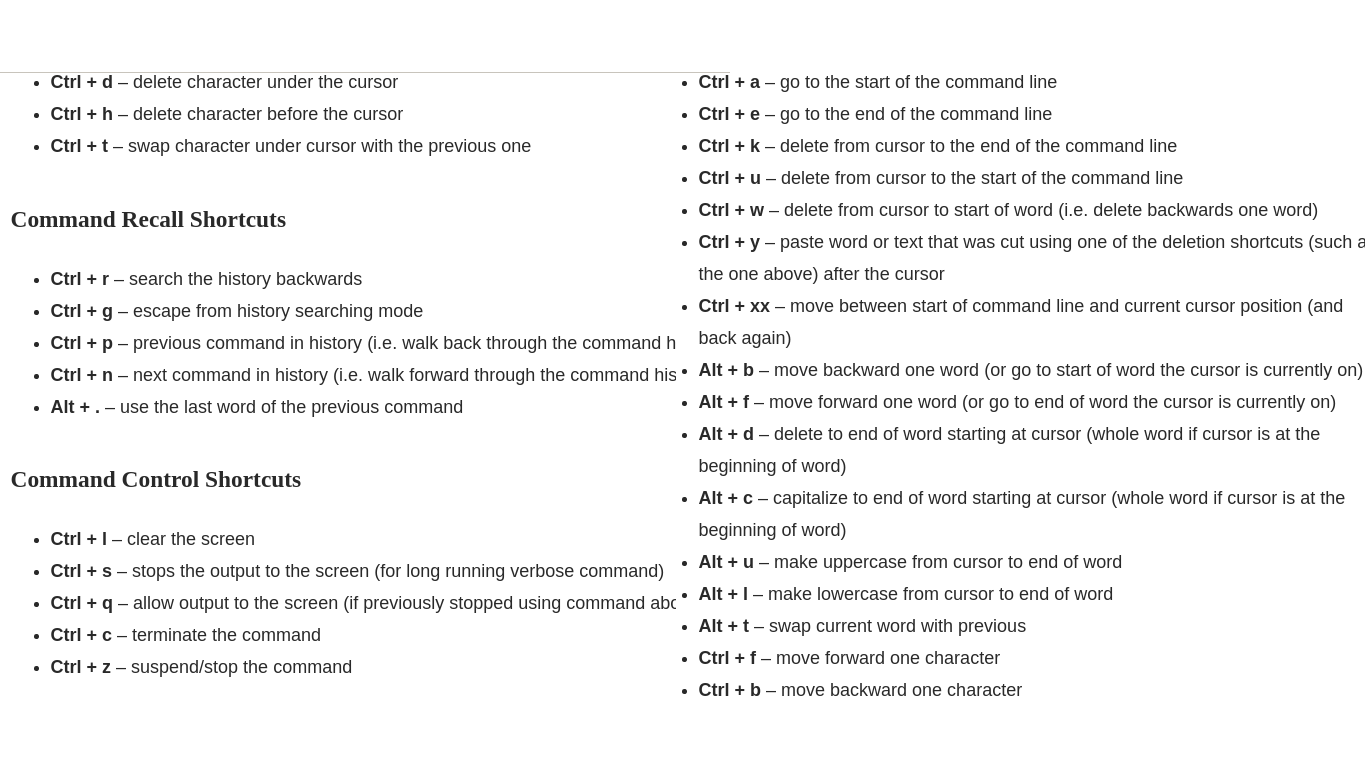 Ctrl + d – delete character under the cursor
Ctrl + h – delete character before the cursor
Ctrl + t – swap character under cursor with the previous one
Command Recall Shortcuts
Ctrl + r – search the history backwards
Ctrl + g – escape from history searching mode
Ctrl + p – previous command in history (i.e. walk back through the command h
Ctrl + n – next command in history (i.e. walk forward through the command his
Alt + . – use the last word of the previous command
Command Control Shortcuts
Ctrl + l – clear the screen
Ctrl + s – stops the output to the screen (for long running verbose command)
Ctrl + q – allow output to the screen (if previously stopped using command abo
Ctrl + c – terminate the command
Ctrl + z – suspend/stop the command
Ctrl + a – go to the start of the command line
Ctrl + e – go to the end of the command line
Ctrl + k – delete from cursor to the end of the command line
Ctrl + u – delete from cursor to the start of the command line
Ctrl + w – delete from cursor to start of word (i.e. delete backwards one word)
Ctrl + y – paste word or text that was cut using one of the deletion shortcuts (such a
the one above) after the cursor
Ctrl + xx – move between start of command line and current cursor position (and
back again)
Alt + b – move backward one word (or go to start of word the cursor is currently on)
Alt + f – move forward one word (or go to end of word the cursor is currently on)
Alt + d – delete to end of word starting at cursor (whole word if cursor is at the
beginning of word)
Alt + c – capitalize to end of word starting at cursor (whole word if cursor is at the
beginning of word)
Alt + u – make uppercase from cursor to end of word
Alt + l – make lowercase from cursor to end of word
Alt + t – swap current word with previous
Ctrl + f – move forward one character
Ctrl + b – move backward one character